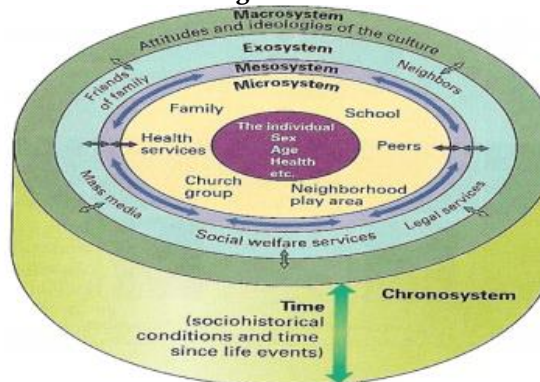 Macrosystem
Attitudes and ideologies of the culture
Exosystem
Mesosystem
Microsystem
Friends
of family
Neighbors
Family
School
Health
services
The individual
Sex
Age
Health
etc.
Peers
Church
group
Neighborhood
play area
Mass media
Social welfare services
Legal services
Time
(sociohistorical
conditions and time
since life events)
Chronosystem